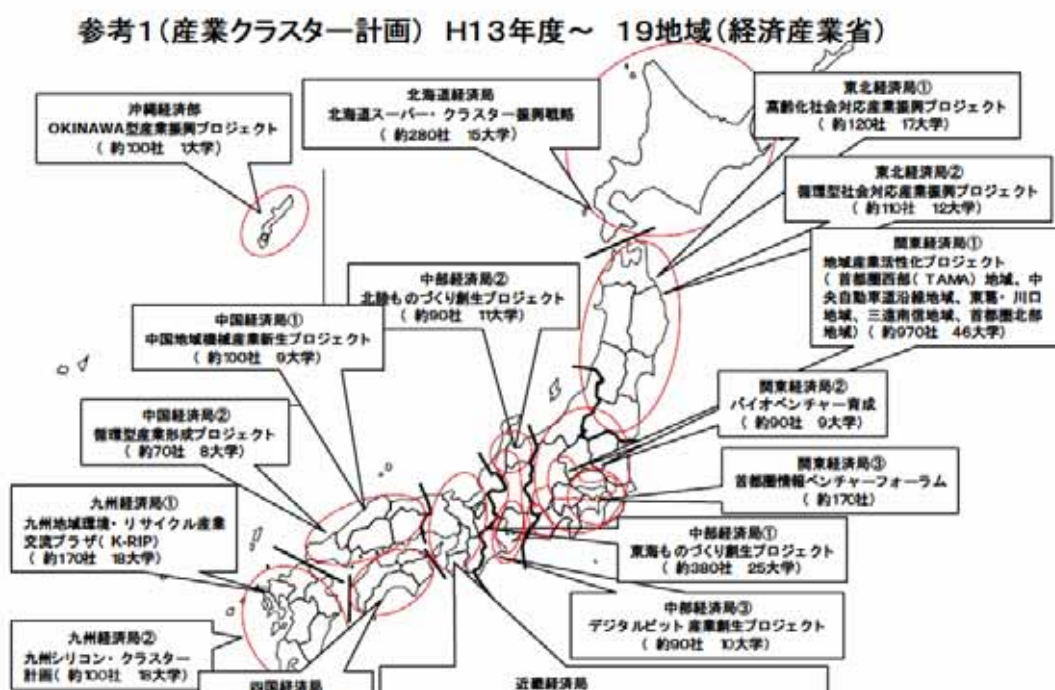 参考1(産業クラスター計画) H13年度～ 19地域(経済産業省)
沖縄経済部
OKINAWA型産業振興プロジェクト
( 約100社 1大学)
北海道経済局
北海道スーパー・クラスター振興戦略
( 約280社 15大学)
東北経済局①
高齢化社会対応産業振興プロジェクト
( 約120社 17大学)
東北経済局②
循環型社会対応産業振興プロジェクト
( 約110社 12大学)
関東経済局①
地域産業活性化プロジェクト
( 首都圏西部( TAMA) 地域、中
央自動車道沿線地域、東葛・川口
地域、三遠南信地域、首都圏北部
地域) ( 約970社 46大学)
中部経済局②
北陸ものづくり創生プロジェクト
( 約90社 11大学)
中国経済局①
中国地域機械産業新生プロジェクト
( 約100社 9大学)
関東経済局②
バイオベンチャー育成
( 約90社 9大学)
中国経済局②
循環型産業形成プロジェクト
( 約70社 8大学)
関東経済局③
首都圏情報ベンチャーフォーラム
( 約170社)
九州経済局①
九州地域環境・リサイクル産業
交流プラザ( K-RIP)
( 約170社 18大学)
中部経済局①
東海ものづくり創生プロジェクト
( 約380社 25大学)
中部経済局③
デジタルビット産業創生プロジェクト
( 約90社 10大学)
九州経済局②
九州シリコン・クラスター
計画( 約100社 18大学)
四国経済局
近畿経済局